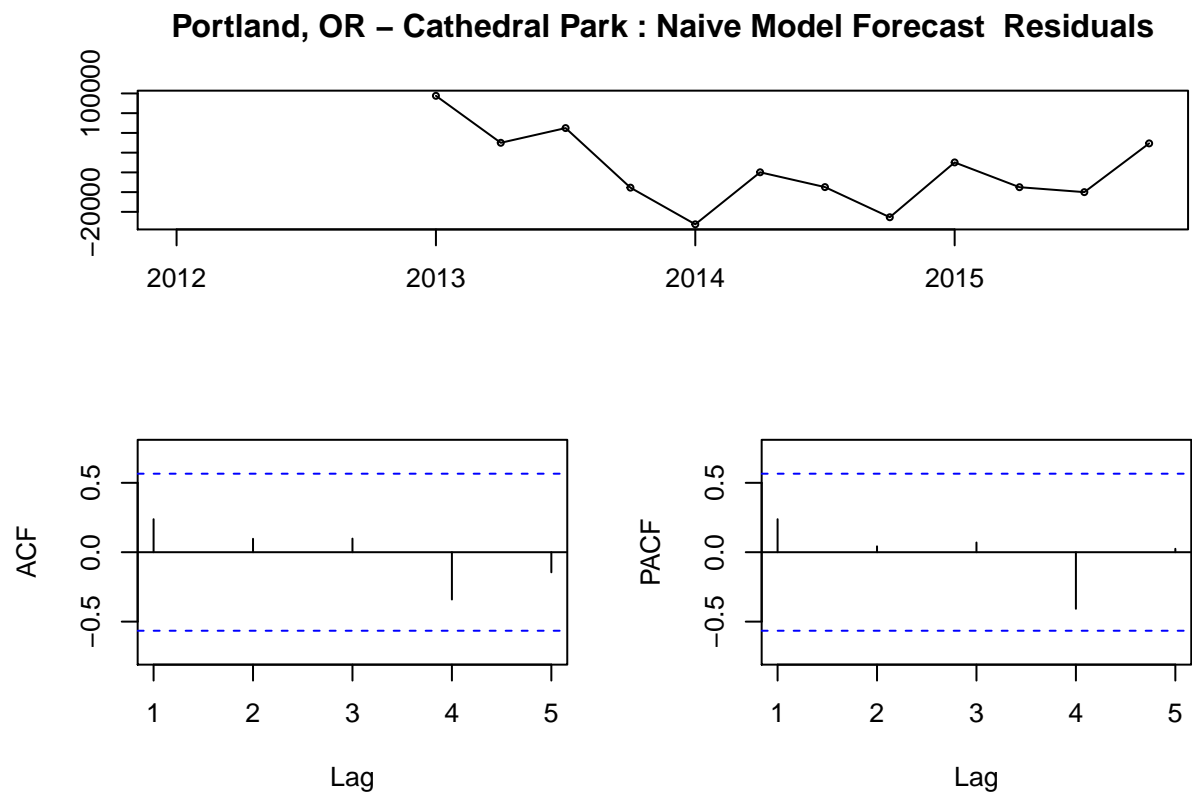 Portland, OR − Cathedral Park : Naive Model Forecast  Residuals
100000
−20000
2012 2013 2014 2015
ACF
0.5
0.0
−0.5
1 2 3 4 5
Lag
PACF
0.5
0.0
−0.5
1 2 3 4 5
Lag